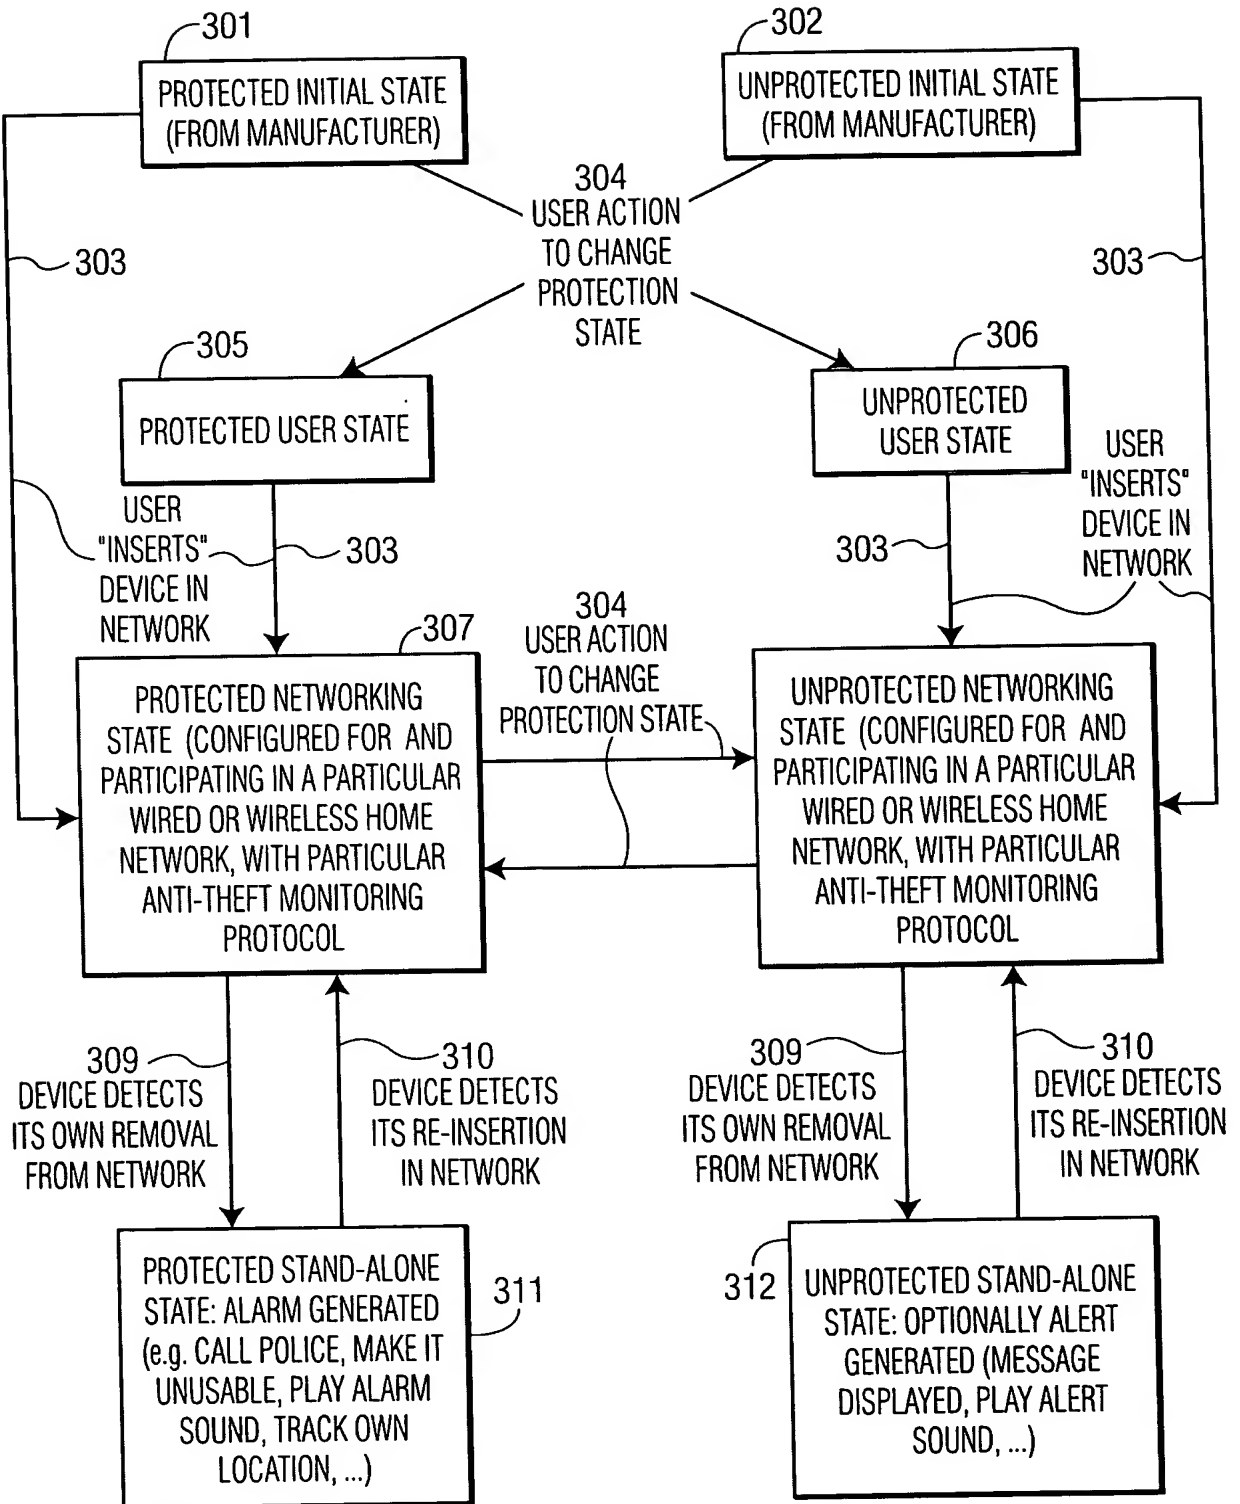 301
302
PROTECTED INITIAL STATE
(FROM MANUFACTURER)
UNPROTECTED INITIAL STATE
(FROM MANUFACTURER)
304
USER ACTION
TO CHANGE
PROTECTION
STATE
303
303
305
306
PROTECTED USER STATE
UNPROTECTED
USER STATE
USER
"INSERTS"
DEVICE IN
NETWORK
303
303
USER
"INSERTS"
DEVICE IN
NETWORK
307
304
USER ACTION
TO CHANGE
PROTECTION STATE
PROTECTED NETWORKING
STATE (CONFIGURED FOR AND
PARTICIPATING IN A PARTICULAR
WIRED OR WIRELESS HOME
NETWORK, WITH PARTICULAR
ANTI-THEFT MONITORING
PROTOCOL
UNPROTECTED NETWORKING
STATE (CONFIGURED FOR AND
PARTICIPATING IN A PARTICULAR
WIRED OR WIRELESS HOME
NETWORK, WITH PARTICULAR
ANTI-THEFT MONITORING
PROTOCOL
309
DEVICE DETECTS
ITS OWN REMOVAL
FROM NETWORK
310
DEVICE DETECTS
ITS RE-INSERTION
IN NETWORK
309
DEVICE DETECTS
ITS OWN REMOVAL
FROM NETWORK
310
DEVICE DETECTS
ITS RE-INSERTION
IN NETWORK
PROTECTED STAND-ALONE
STATE: ALARM GENERATED
(e.g. CALL POLICE, MAKE IT
UNUSABLE, PLAY ALARM
SOUND, TRACK OWN
LOCATION, ...)
311
312
UNPROTECTED STAND-ALONE
STATE: OPTIONALLY ALERT
GENERATED (MESSAGE
DISPLAYED, PLAY ALERT
SOUND, ...)